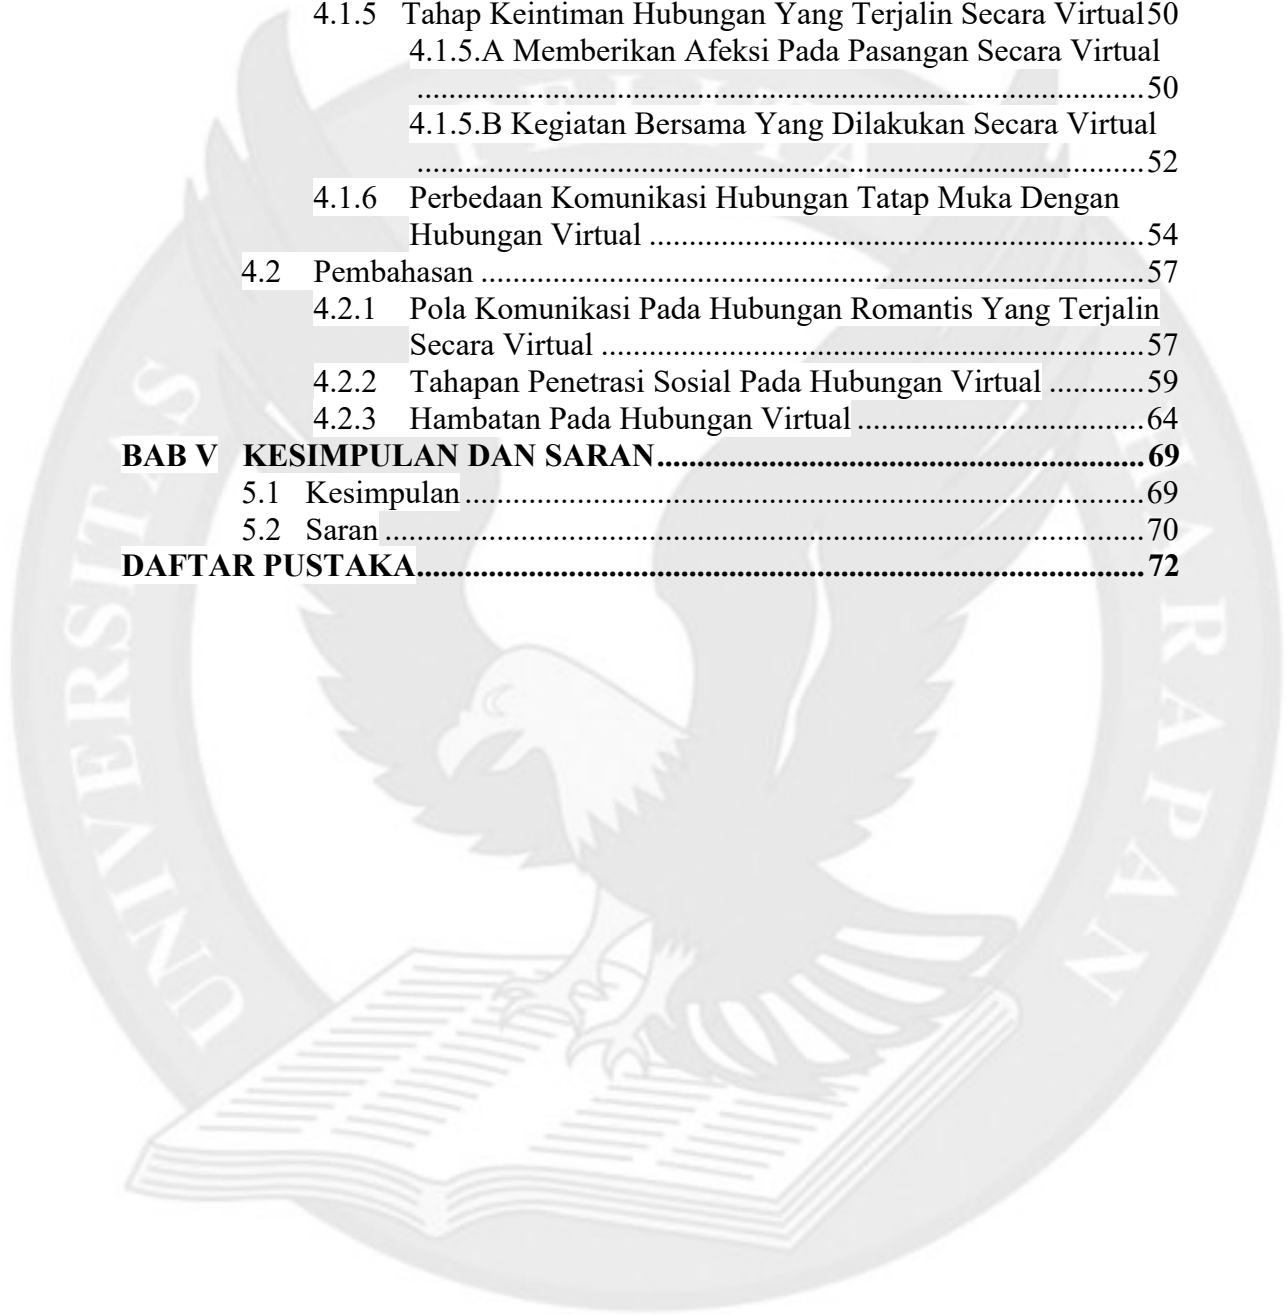 4.1.5 Tahap Keintiman Hubungan Yang Terjalin Secara Virtual50
4.1.5.A Memberikan Afeksi Pada Pasangan Secara Virtual
...........................................................................................50
4.1.5.B Kegiatan Bersama Yang Dilakukan Secara Virtual
...........................................................................................52
4.1.6 Perbedaan Komunikasi Hubungan Tatap Muka Dengan
Hubungan Virtual ..............................................................54
4.2 Pembahasan ...................................................................................57
4.2.1 Pola Komunikasi Pada Hubungan Romantis Yang Terjalin
Secara Virtual ....................................................................57
4.2.2 Tahapan Penetrasi Sosial Pada Hubungan Virtual ............59
4.2.3 Hambatan Pada Hubungan Virtual ....................................64
BAB V KESIMPULAN DAN SARAN.............................................................69
5.1 Kesimpulan .....................................................................................69
5.2 Saran ...............................................................................................70
DAFTAR PUSTAKA...........................................................................................72
UNIVERSITAS
PELITA
HARAPAN